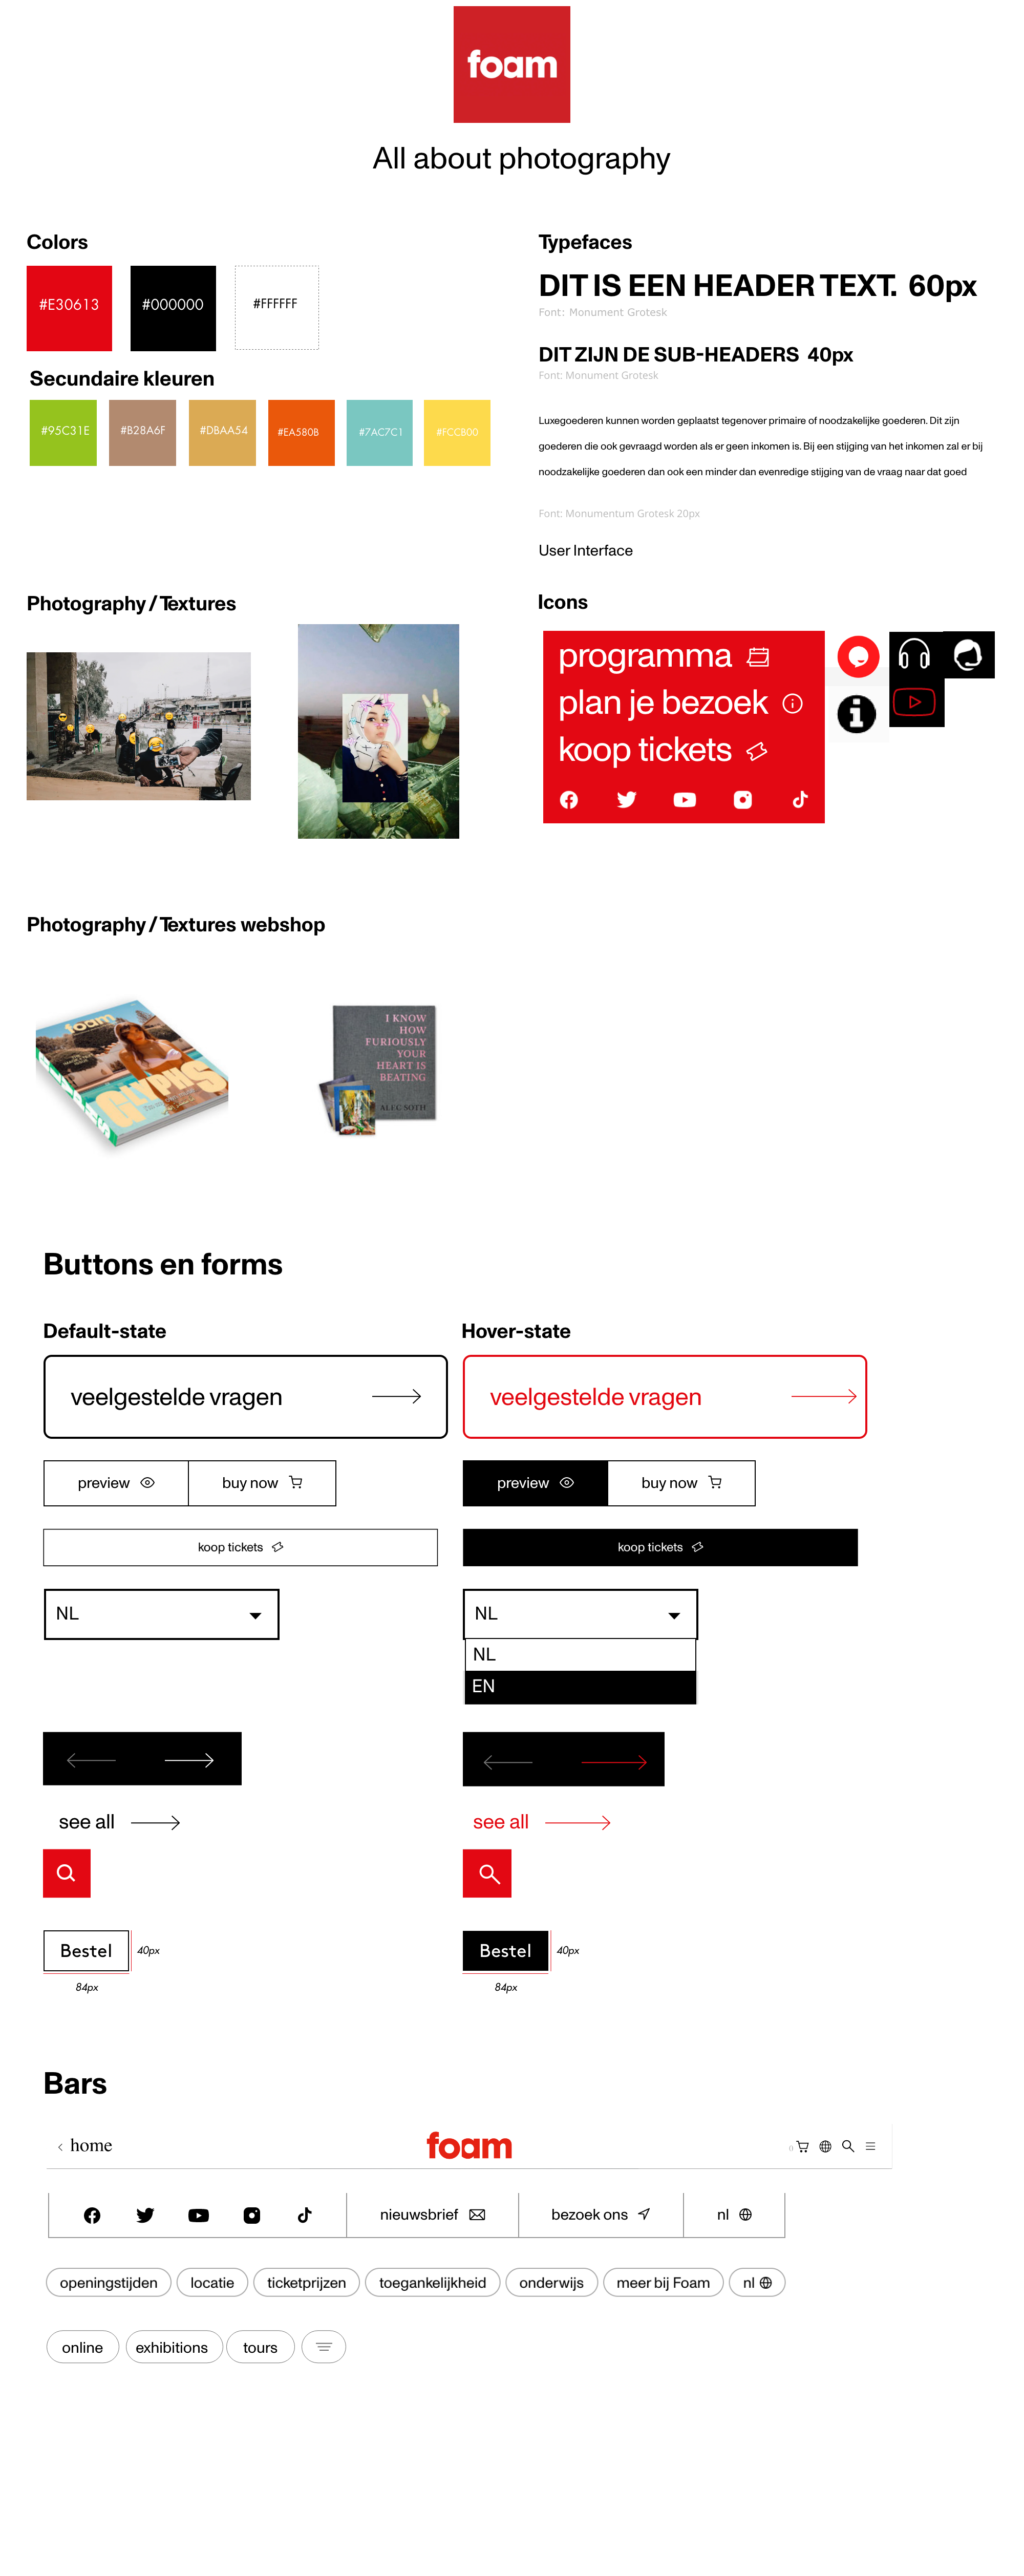 foam
All about photography
Colors
#E30613
#000000
#FFFFFF
Secundaire kleuren
#95C31E
#B28A6F
#DBAA54
#EA580B
#7AC7C1
#FCCB00
Typefaces
DIT IS EEN HEADER TEXT. 60px
Font: Monument Grotesk
DIT ZIJN DE SUB-HEADERS 40px
Font: Monument Grotesk
Luxegoederen kunnen worden geplaatst tegenover primaire of noodzakelijke goederen. Dit zijn
goederen die ook gevraagd worden als er geen inkomen is. Bij een stijging van het inkomen zal er bij
noodzakelijke goederen dan ook een minder dan evenredige stijging van de vraag naar dat goed
Font: Monumentum Grotesk 20px
User Interface
Photography / Textures
Icons
programma
plan je bezoek
koop tickets
Photography / Textures webshop
foam
GLYPHS
I KNOW
HOW
FURIOUSLY
YOUR
HEART IS
BEATING
ALEC SOTH
Buttons en forms
Default-state
Hover-state
veelgestelde vragen
veelgestelde vragen
preview
buy now
preview
buy now
koop tickets
koop tickets
NL
NL
NL
EN
see all
see all
Bestel
40px
84px
Bestel
40px
84px
Bars
home
foam
0
nieuwsbrief
bezoek ons
nl
openingstijden
locatie
ticketprijzen
toegankelijkheid
onderwijs
meer bij Foam
nl
online
exhibitions
tours